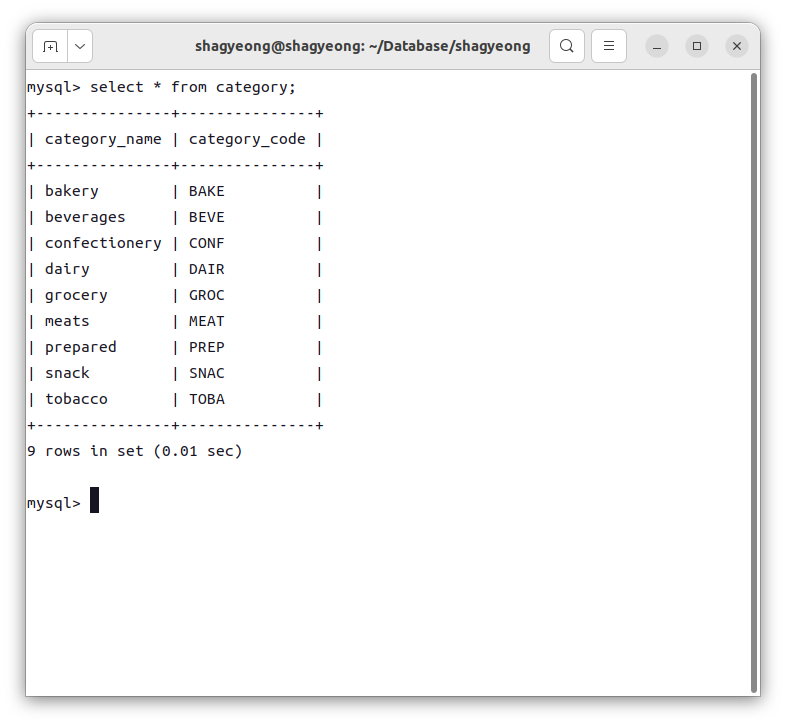 shagyeong@shagyeong: ~/Database/shagyeong
mysql> select * from category;
+---------------+---------------+
| category_name | category_code |
+---------------+---------------+
| bakery        | BAKE          |
| beverages     | BEVE          |
| confectionery | CONF          |
| dairy         | DAIR          |
| grocery       | GROC          |
| meats         | MEAT          |
| prepared      | PREP          |
| snack         | SNAC          |
| tobacco       | TOBA          |
+---------------+---------------+
9 rows in set (0.01 sec)
mysql>